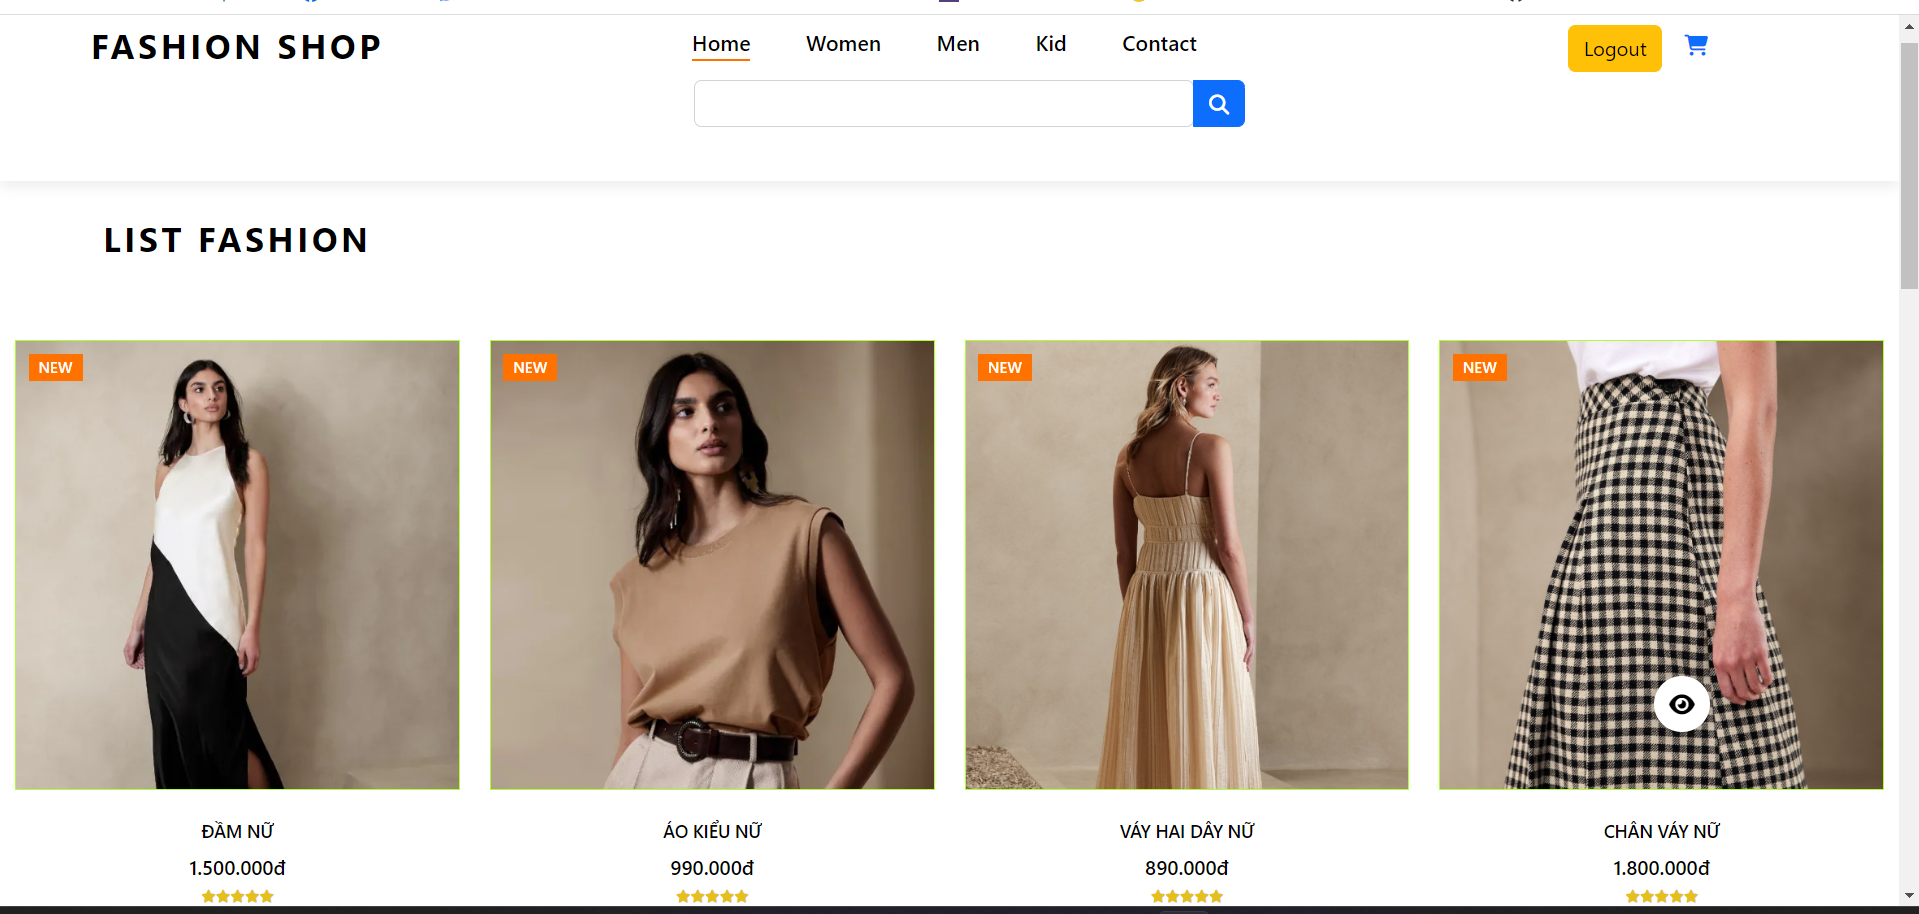 FASHION SHOP
Home Women Men Kid Contact
Logout
LIST FASHION
NEW
NEW
NEW
NEW
ĐẦM NỮ
1.500.000đ
ÁO KIỂU NỮ
990.000đ
VÁY HAI DÂY NỮ
890.000đ
CHÂN VÁY NỮ
1.800.000đ